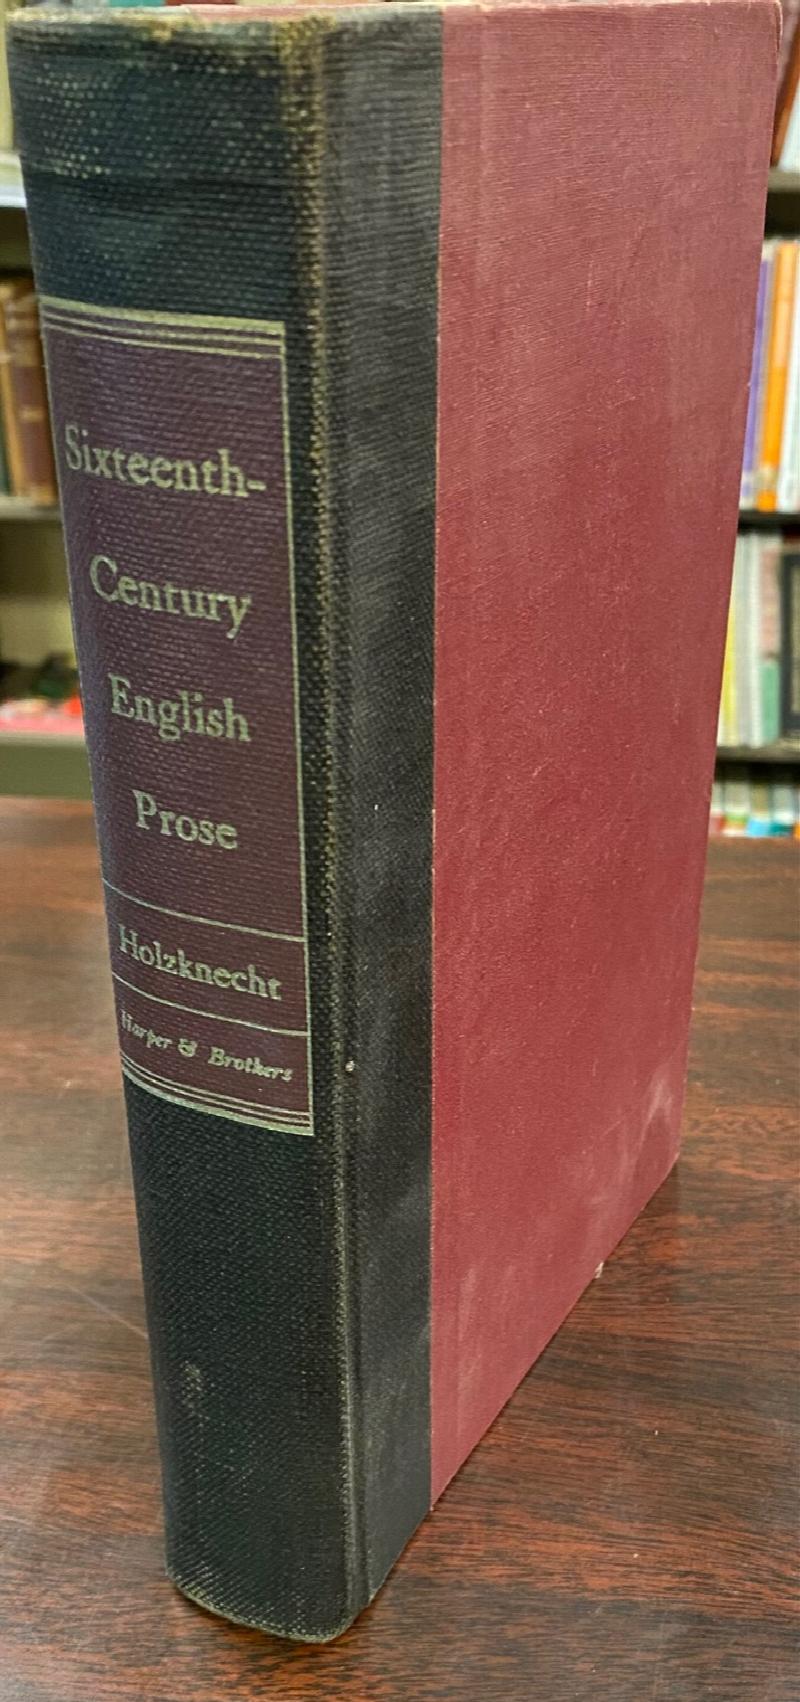 Sixteenth-
Century
English
Prose
Holzknecht
Harper & Brothers